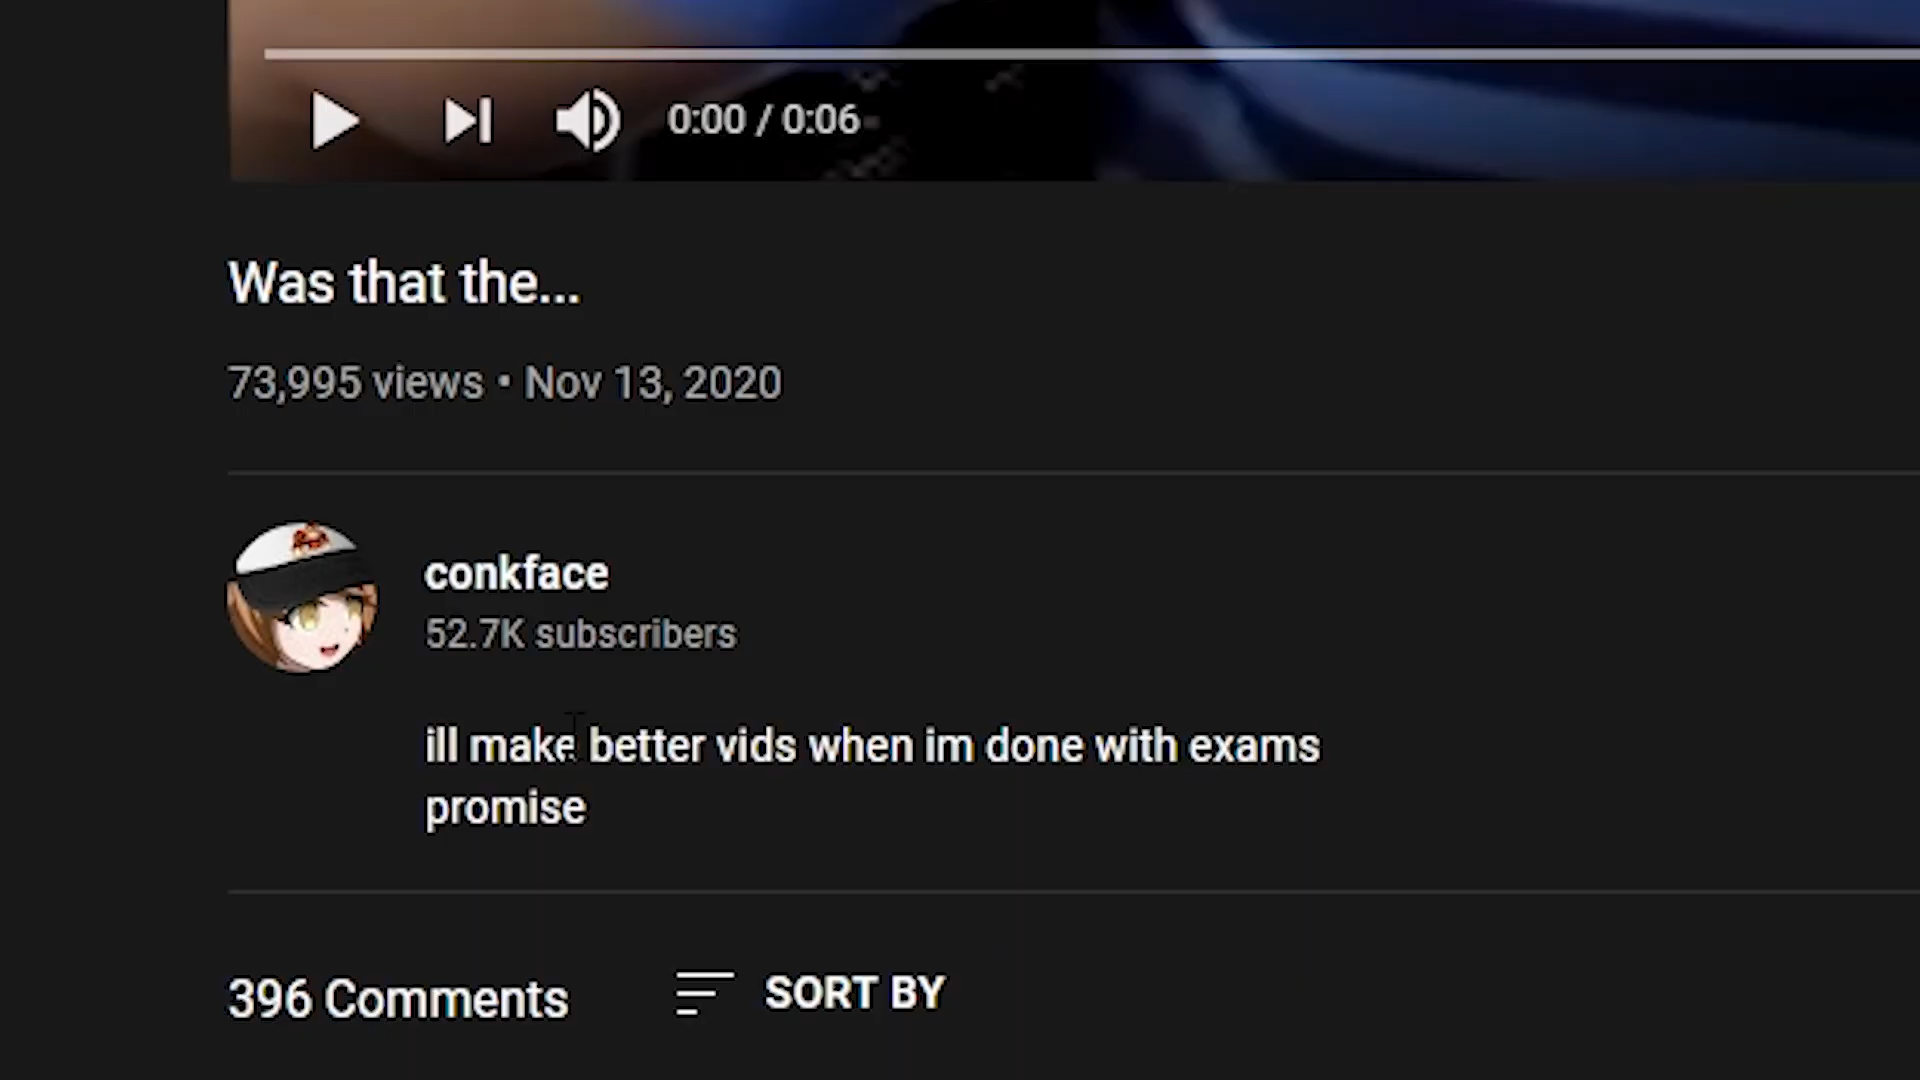 0:00 / 0:06
Was that the...
73,995 views • Nov 13, 2020
conkface
52.7K subscribers
ill make better vids when im done with exams
promise
396 Comments SORT BY